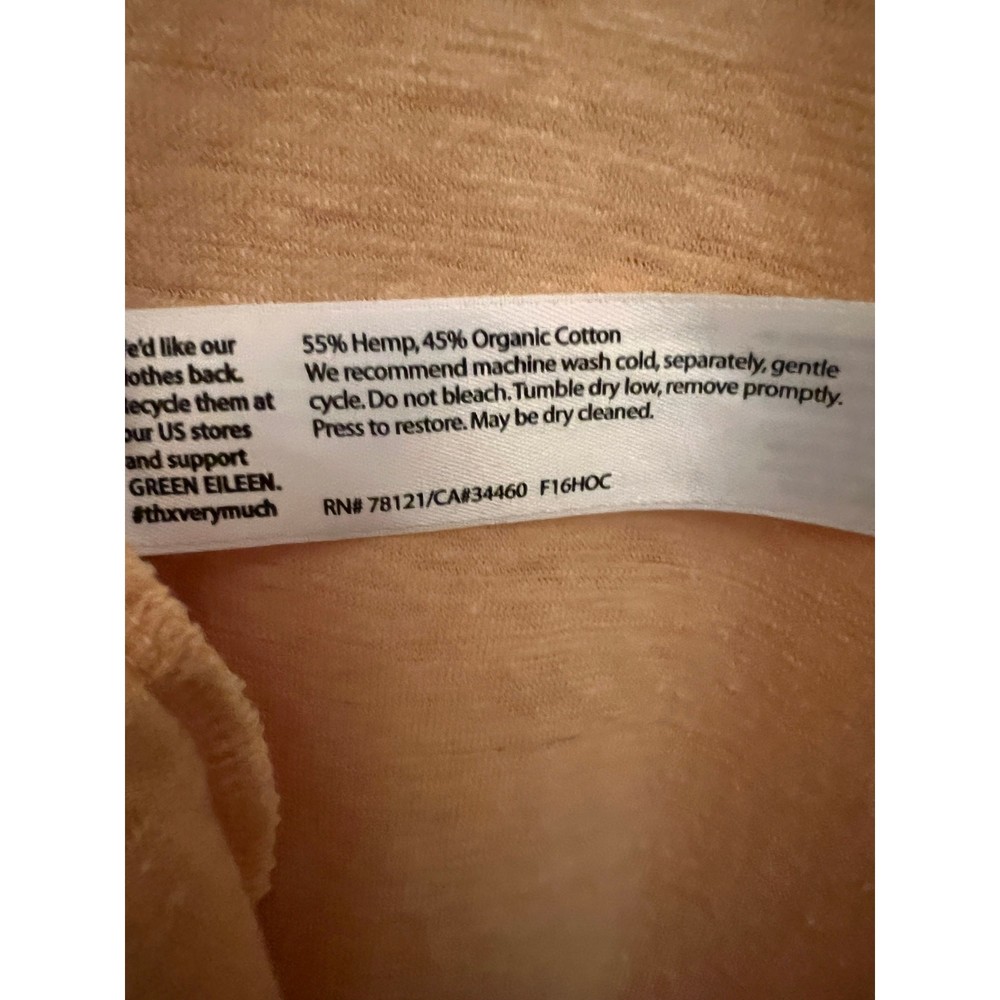 e'd like our
othes back.
ecycle them at
our US stores
and support
GREEN EILEEN.
#thxverymuch
55% Hemp, 45% Organic Cotton
We recommend machine wash cold, separately, gentle
cycle. Do not bleach. Tumble dry low, remove promptly.
Press to restore. May be dry cleaned.
RN# 78121/CA#34460 F16HOC